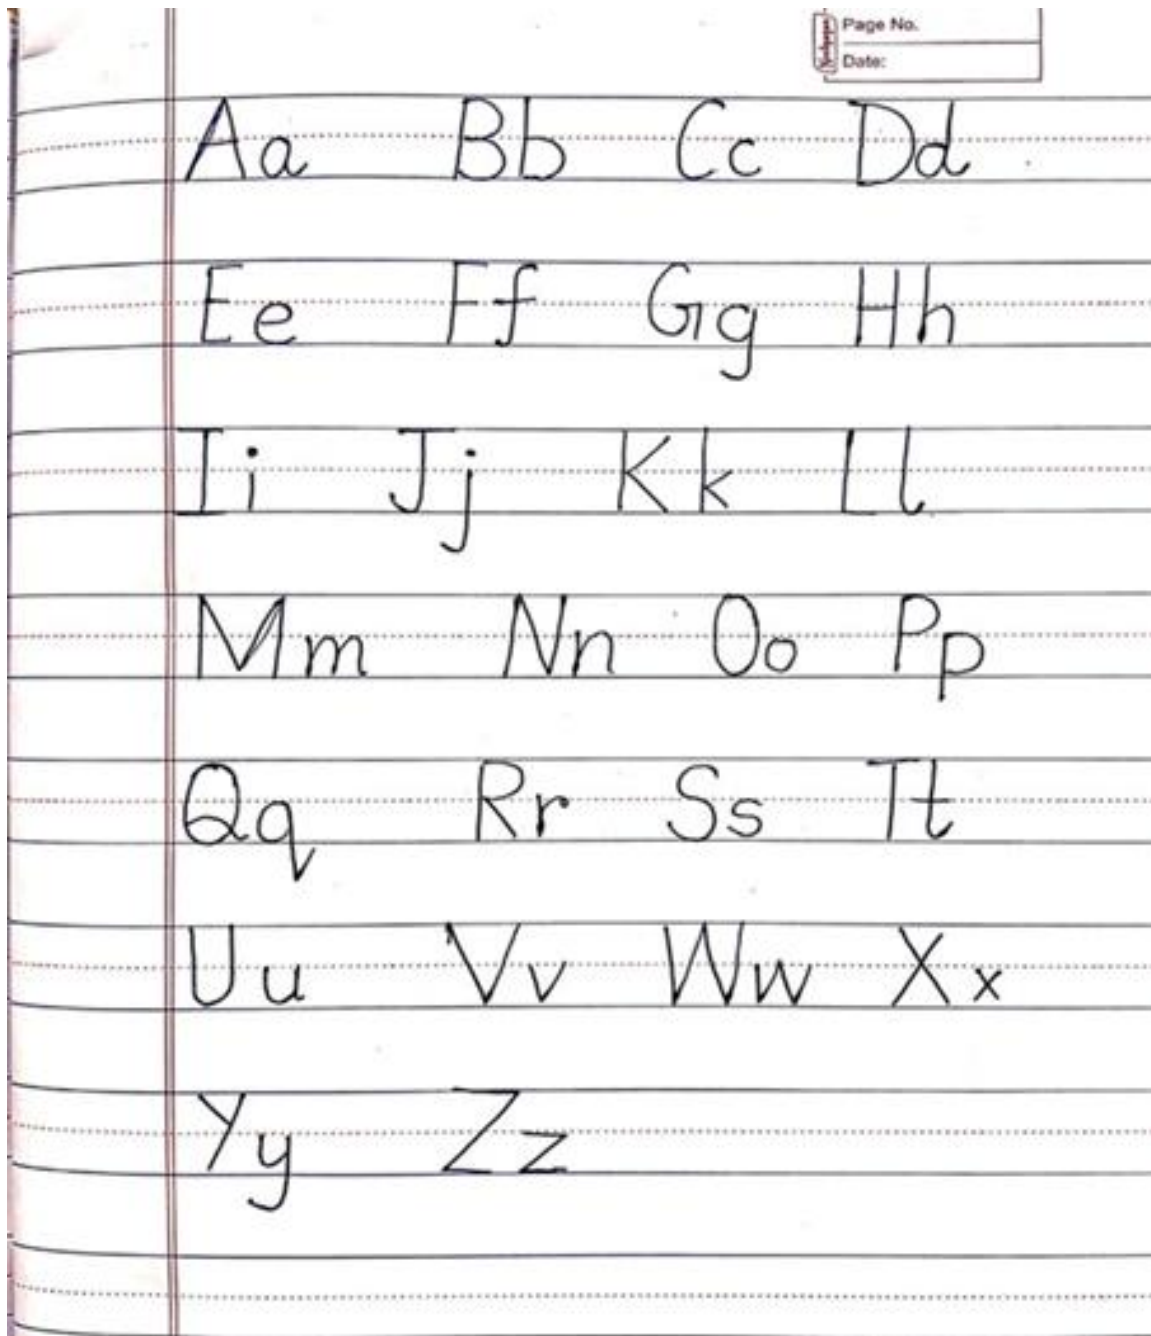 Page No.
Date:
Aa Bb Cc Dd
Ee Ff Gg Hh
Ii Jj Kk Ll
Mm Nn Oo Pp
Qq Rr Ss Tt
Uu Vv Ww Xx
Yy Zz